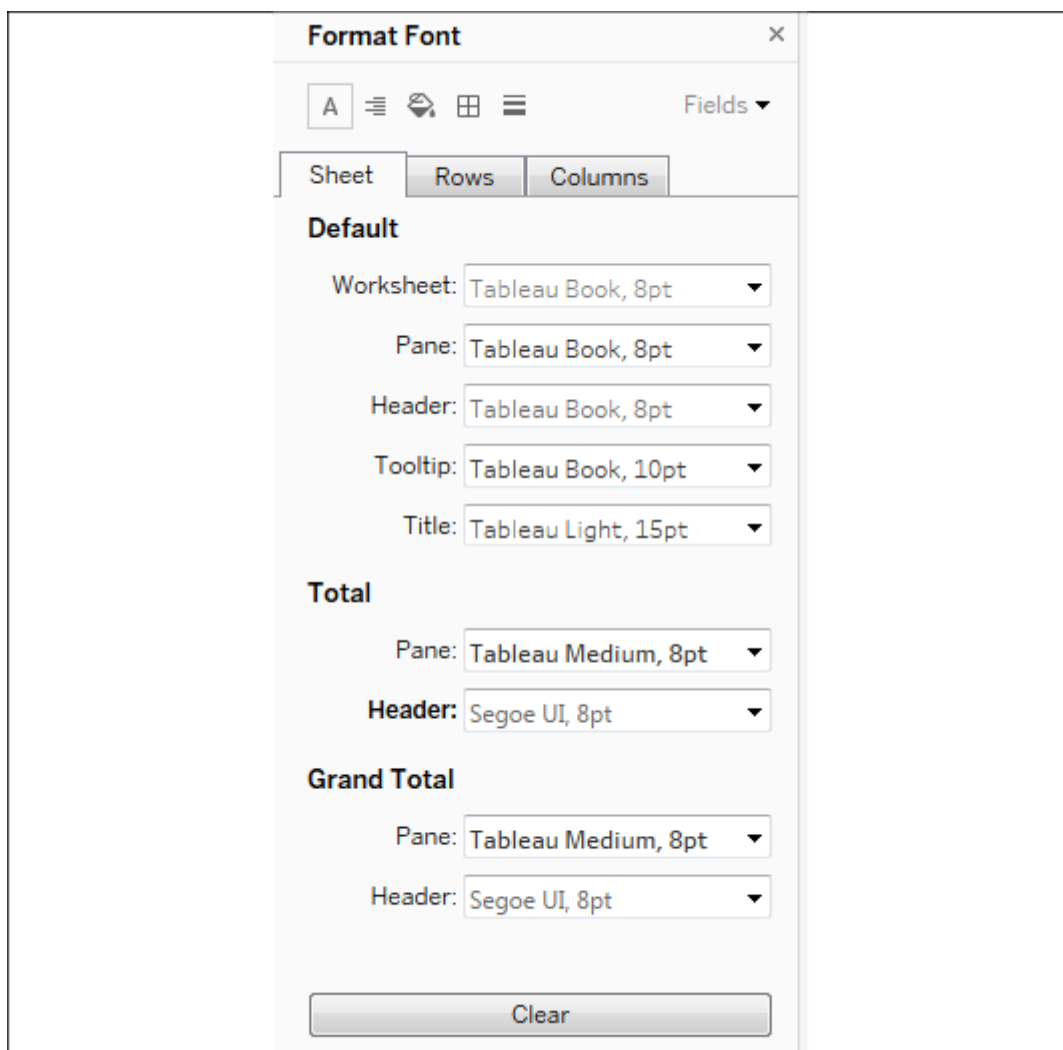 Format Font
A Fields
Sheet Rows Columns
Default
Worksheet: Tableau Book, 8pt
Pane: Tableau Book, 8pt
Header: Tableau Book, 8pt
Tooltip: Tableau Book, 10pt
Title: Tableau Light, 15pt
Total
Pane: Tableau Medium, 8pt
Header: Segoe UI, 8pt
Grand Total
Pane: Tableau Medium, 8pt
Header: Segoe UI, 8pt
Clear